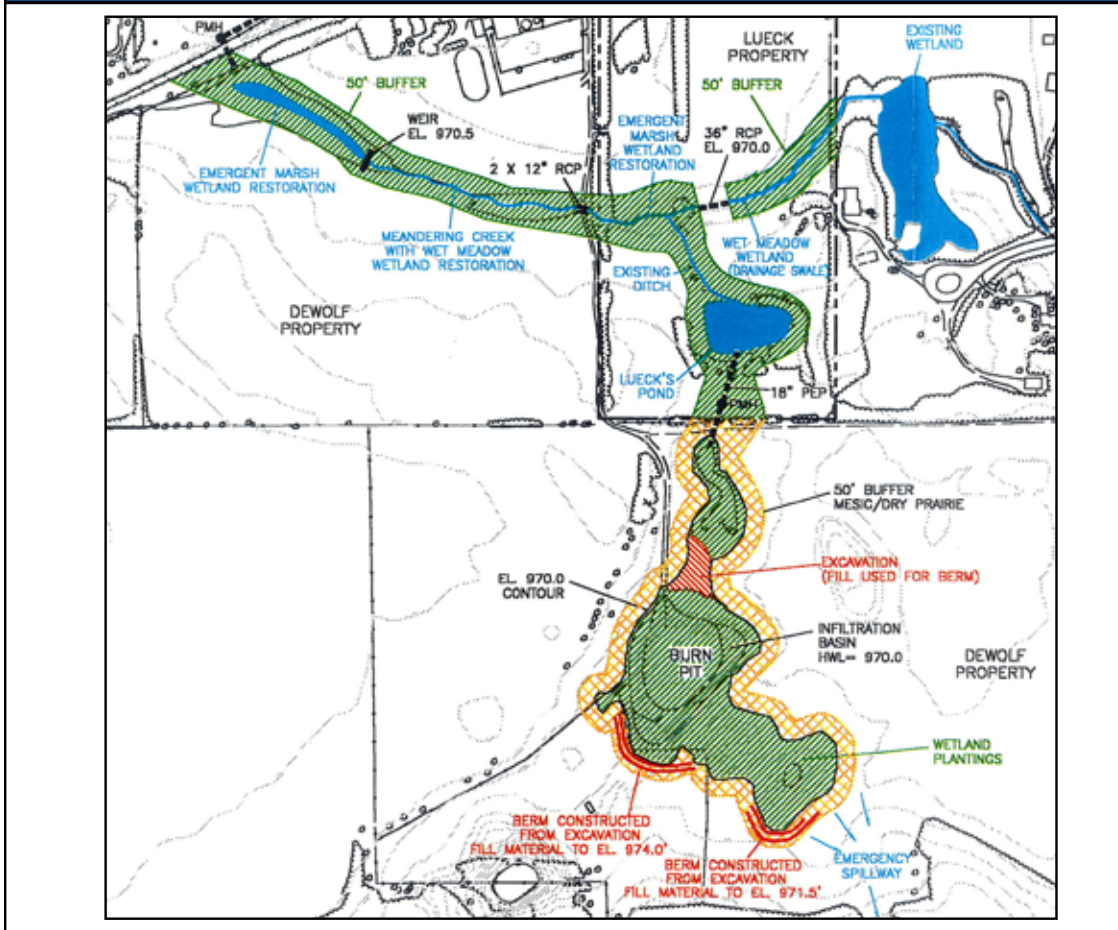 PMH
LUECK
PROPERTY
EXISTING
WETLAND
50' BUFFER
50' BUFFER
WEIR
EL. 970.5
EMERGENT
MARSH
WETLAND
RESTORATION
36" RCP
EL. 970.0
EMERGENT MARSH
WETLAND RESTORATION
2 X 12" RCP
MEANDERING CREEK
WITH WET MEADOW
WETLAND RESTORATION
WET MEADOW
WETLAND
(DRAINAGE SWALE)
EXISTING
DITCH
DEWOLF
PROPERTY
LUECK'S
POND
18" PEP
PMH
50' BUFFER
MESIC/DRY PRAIRIE
EXCAVATION
(FILL USED FOR BERM)
EL. 970.0
CONTOUR
INFILTRATION
BASIN
HWL= 970.0
BURN
PIT
DEWOLF
PROPERTY
WETLAND
PLANTINGS
BERM CONSTRUCTED
FROM EXCAVATION
FILL MATERIAL TO EL. 974.0'
BERM CONSTRUCTED
FROM EXCAVATION
FILL MATERIAL TO EL. 971.5'
EMERGENCY
SPILLWAY